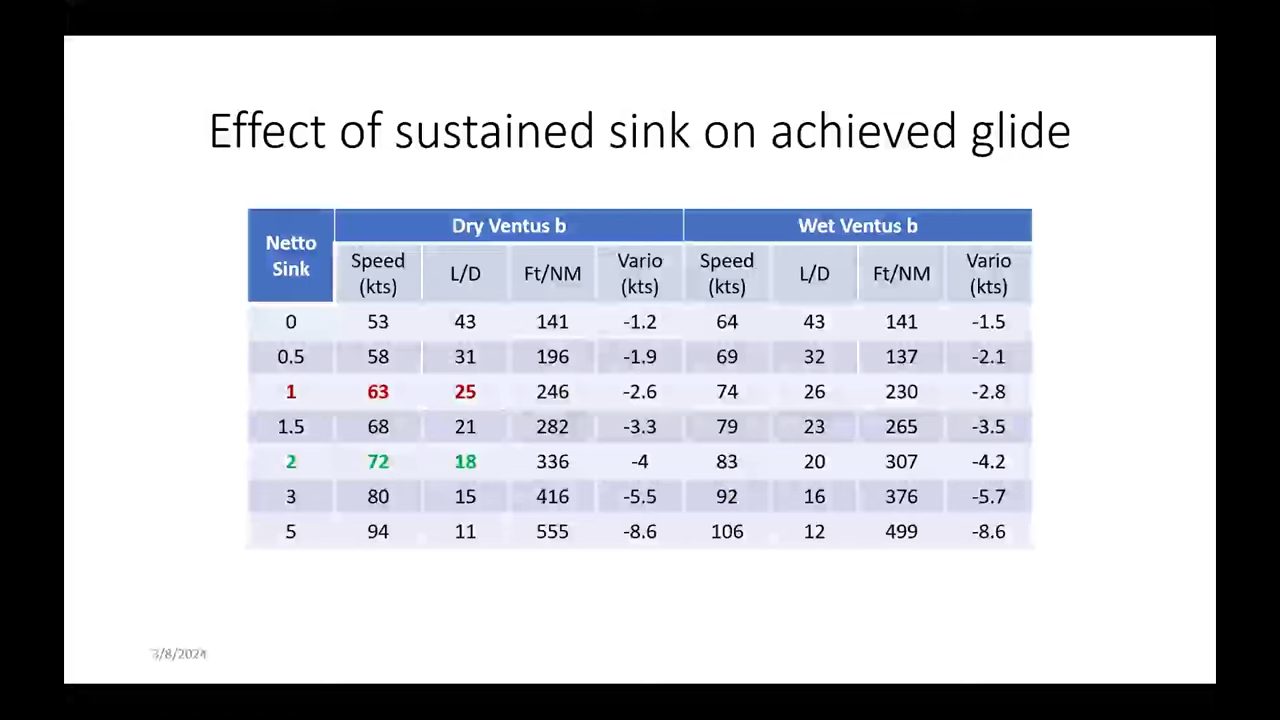 Effect of sustained sink on achieved glide
Netto Sink Dry Ventus b Wet Ventus b
Speed (kts) L/D Ft/NM Vario (kts) Speed (kts) L/D Ft/NM Vario (kts)
0 53 43 141 -1.2 64 43 141 -1.5
0.5 58 31 196 -1.9 69 32 137 -2.1
1 63 25 246 -2.6 74 26 230 -2.8
1.5 68 21 282 -3.3 79 23 265 -3.5
2 72 18 336 -4 83 20 307 -4.2
3 80 15 416 -5.5 92 16 376 -5.7
5 94 11 555 -8.6 106 12 499 -8.6
3/8/2024